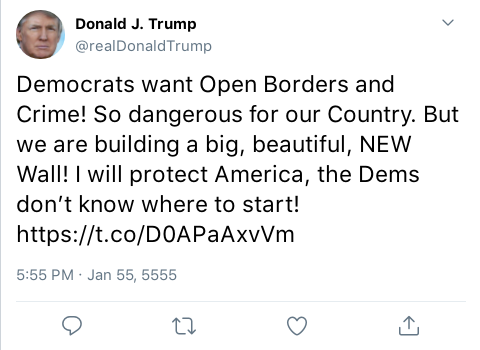 Donald J. Trump
@realDonaldTrump
Democrats want Open Borders and
Crime! So dangerous for our Country. But
we are building a big, beautiful, NEW
Wall! I will protect America, the Dems
don’t know where to start!
https://t.co/D0APaAxvVm
5:55 PM · Jan 55, 5555